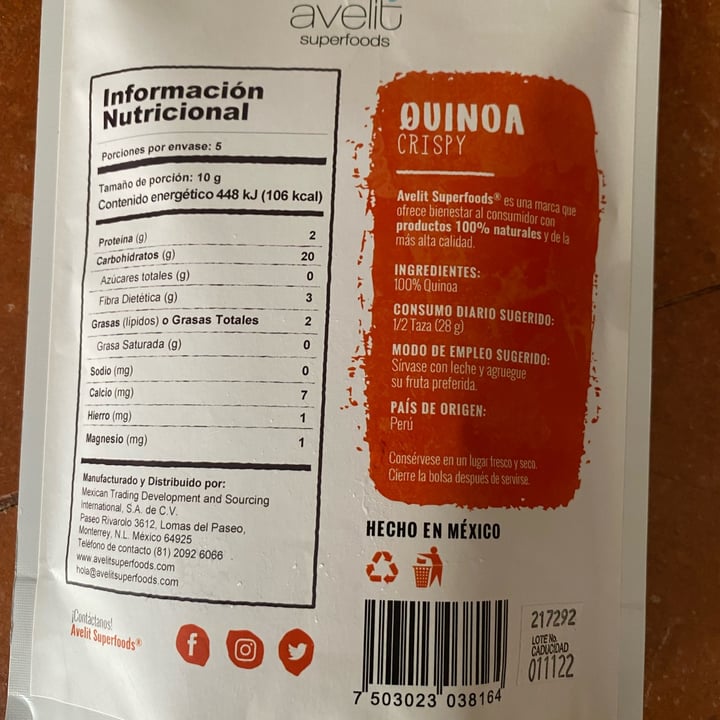 avelit
superfoods
Información
Nutricional
Porciones por envase: 5
Tamaño de porción: 10 g
Contenido energético 448 kJ (106 kcal)
Proteína (g) 2
Carbohidratos (g) 20
Azúcares totales (g) 0
Fibra Dietética (g) 3
Grasas (lípidos) o Grasas Totales 2
Grasa Saturada (g) 0
Sodio (mg) 0
Calcio (mg) 7
Hierro (mg) 1
Magnesio (mg) 1
Manufacturado y Distribuido por:
Mexican Trading Development and Sourcing
International, S.A. de C.V.
Paseo Rivarolo 3612, Lomas del Paseo,
Monterrey, N.L. México 64925
Teléfono de contacto (81) 2092 6066
www.avelitsuperfoods.com
hola@avelitsuperfoods.com
¡Contáctanos!
Avelit Superfoods®
QUINOA
CRISPY
Avelit Superfoods® es una marca que
ofrece bienestar al consumidor con
productos 100% naturales y de la
más alta calidad.
INGREDIENTES:
100% Quinoa
CONSUMO DIARIO SUGERIDO:
1/2 Taza (28 g)
MODO DE EMPLEO SUGERIDO:
Sírvase con leche y agruegue
su fruta preferida.
PAÍS DE ORIGEN:
Perú
Consérvese en un lugar fresco y seco.
Cierre la bolsa después de servirse.
HECHO EN MÉXICO
7 503023 038164
217292
LOTE No.
CADUCIDAD
011122